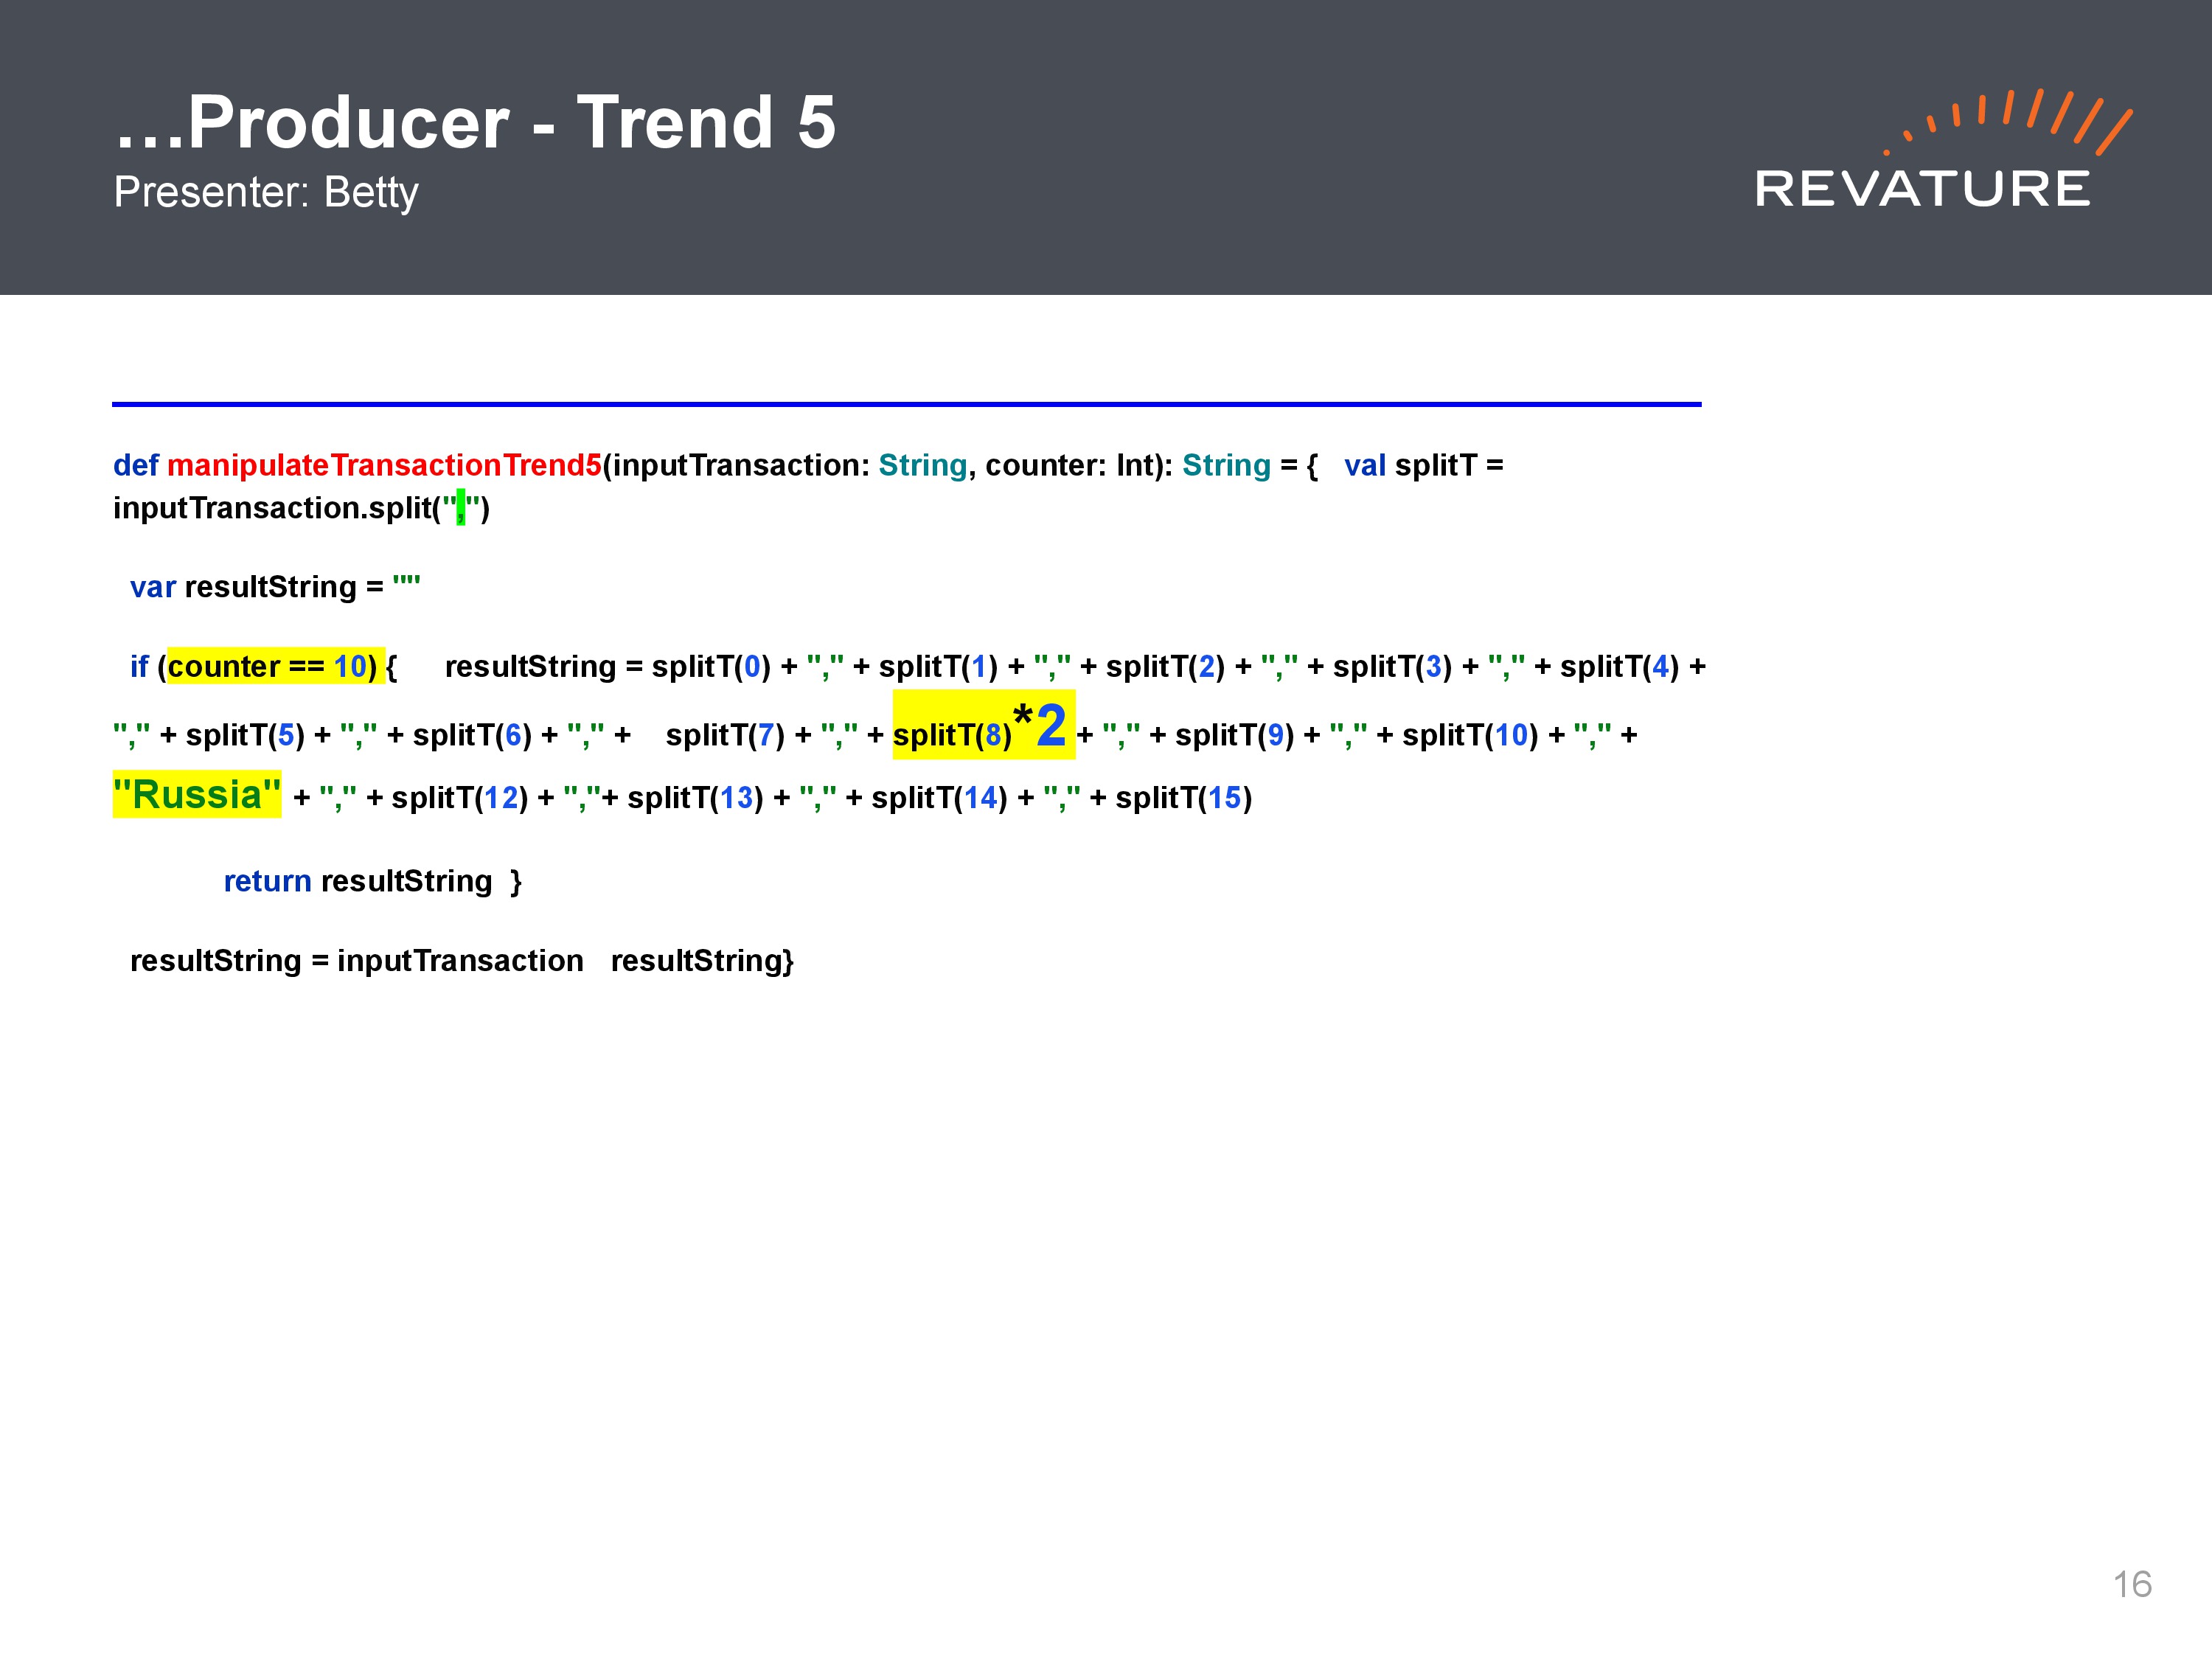 …Producer - Trend 5
Presenter: Betty
REVATURE
def manipulateTransactionTrend5(inputTransaction: String, counter: Int): String = {   val splitT =
inputTransaction.split(",")
var resultString = ""
if (counter == 10) {     resultString = splitT(0) + "," + splitT(1) + "," + splitT(2) + "," + splitT(3) + "," + splitT(4) +
"," + splitT(5) + "," + splitT(6) + "," +    splitT(7) + "," + splitT(8)*2 + "," + splitT(9) + "," + splitT(10) + "," +
"Russia" + "," + splitT(12) + ","+ splitT(13) + "," + splitT(14) + "," + splitT(15)
return resultString  }
resultString = inputTransaction   resultString}
16